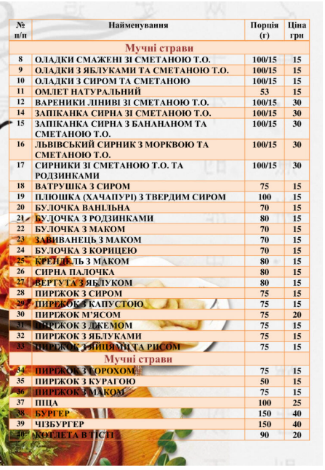 № Найменування Порція Ціна
п/п (г) грн
Мучні страви
8 ОЛАДКИ СМАЖЕНІ ЗІ СМЕТАНОЮ Т.О. 100/15 15
9 ОЛАДКИ З ЯБЛУКАМИ ТА СМЕТАНОЮ Т.О. 100/15 15
10 ОЛАДКИ З СИРОМ ТА СМЕТАНОЮ 100/15 15
11 ОМЛЕТ НАТУРАЛЬНИЙ 53 15
12 ВАРЕНИКИ ЛІНИВІ ЗІ СМЕТАНОЮ Т.О. 100/15 30
14 ЗАПІКАНКА СИРНА ЗІ СМЕТАНОЮ Т.О. 100/15 30
15 ЗАПІКАНКА СИРНА З БАНАНАНОМ ТА 100/15 30
СМЕТАНОЮ Т.О.
16 ЛЬВІВСЬКИЙ СИРНИК З МОРКВОЮ ТА 100/15 30
СМЕТАНОЮ Т.О.
17 СИРНИКИ ЗІ СМЕТАНОЮ Т.О. ТА 100/15 30
РОДЗИНКАМИ
18 ВАТРУШКА З СИРОМ 75 15
19 ПЛЮШКА (ХАЧАПУРІ) З ТВЕРДИМ СИРОМ 100 15
20 БУЛОЧКА ВАНІЛЬНА 70 15
21 БУЛОЧКА З РОДЗИНКАМИ 80 15
22 БУЛОЧКА З МАКОМ 70 15
23 ЗАВИВАНЕЦЬ З МАКОМ 70 15
24 БУЛОЧКА З КОРИЦЕЮ 70 15
25 КРЕНДЕЛЬ З МАКОМ 80 15
26 СИРНА ПАЛОЧКА 80 15
27 ВЕРТУТА З ЯБЛУКОМ 80 15
28 ПИРІЖОК З СИРОМ 75 15
29 ПИРІЖОК З КАПУСТОЮ 75 15
30 ПИРІЖОК М’ЯСОМ 75 20
31 ПИРІЖОК З ДЖЕМОМ 75 15
32 ПИРІЖОК З ЯБЛУКАМИ 75 15
33 ПИРІЖОК З ЯЙЦЯМИ ТА РИСОМ 75 15
Мучні страви
34 ПИРІЖОК З ГОРОХОМ 75 15
35 ПИРІЖОК З КУРАГОЮ 50 15
36 ПИРІЖОК З МАКОМ 75 15
37 ПІЦА 100 25
38 БУРГЕР 150 40
39 ЧІЗБУРГЕР 150 40
40 КОТЛЕТА В ТІСТІ 90 20